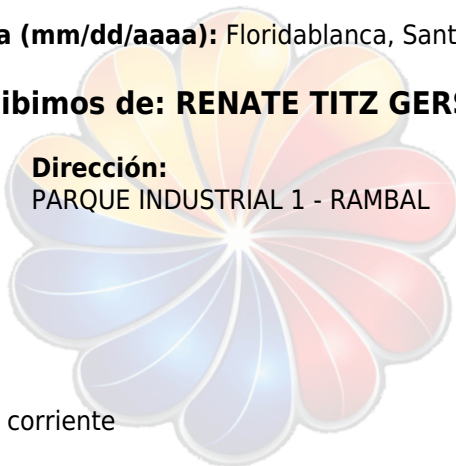 a (mm/dd/aaaa): Floridablanca, Sant
ibimos de: RENATE TITZ GERS
Dirección:
PARQUE INDUSTRIAL 1 - RAMBAL
corriente